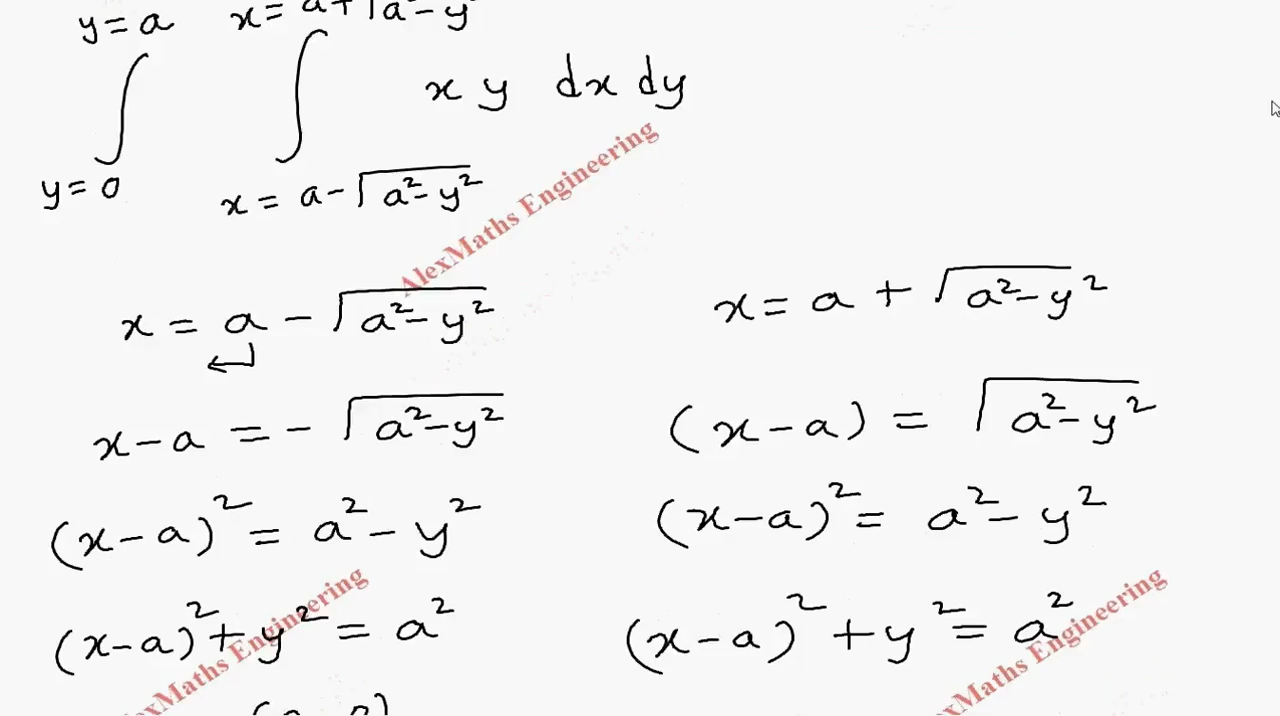 y = a x = a + √a² - y²
∫ ∫ x y dx dy
y = 0 x = a - √a² - y²
AlexMaths Engineering
x = a - √a² - y² x = a + √a² - y²
x - a = - √a² - y² (x - a) = √a² - y²
(x - a)² = a² - y² (x - a)² = a² - y²
(x - a)² + y² = a² (x - a)² + y² = a²
AlexMaths Engineering AlexMaths Engineering